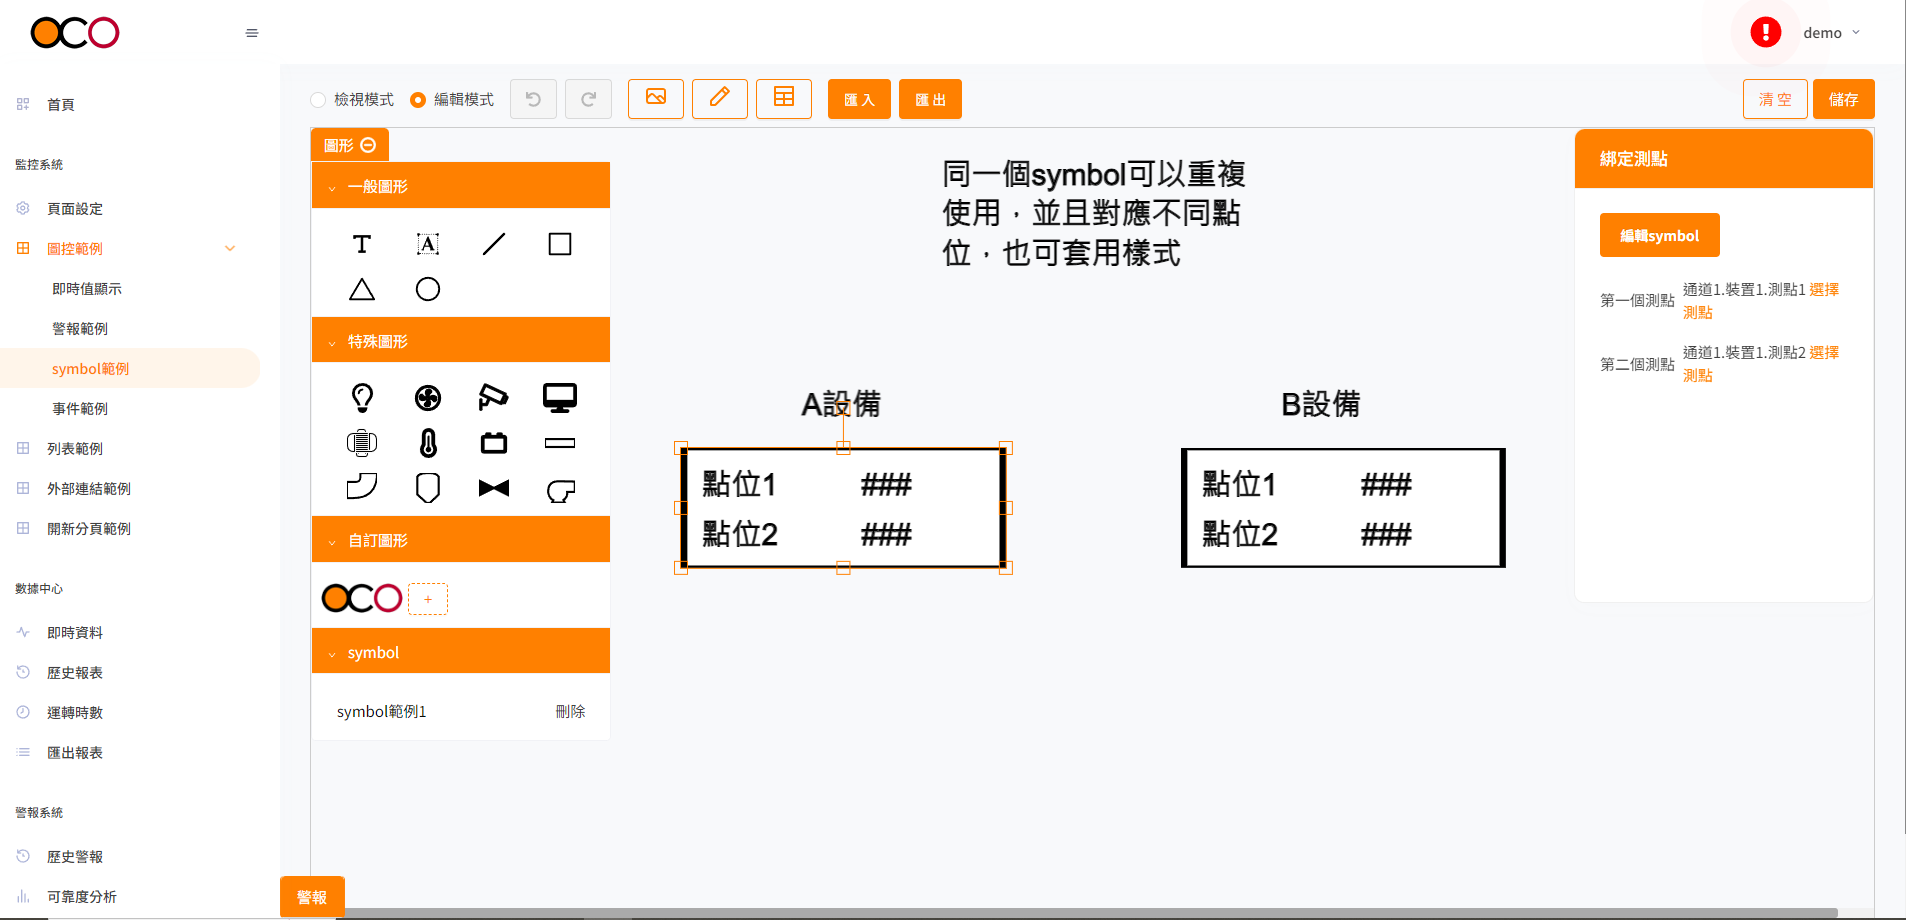 OCO
demo
首頁
監控系統
頁面設定
圖控範例
即時值顯示
警報範例
symbol範例
事件範例
列表範例
外部連結範例
開新分頁範例
數據中心
即時資料
歷史報表
運轉時數
匯出報表
警報系統
歷史警報
可靠度分析
檢視模式
編輯模式
匯入
匯出
清空
儲存
圖形
一般圖形
T
A
特殊圖形
自訂圖形
OCO
+
symbol
symbol範例1
刪除
同一個symbol可以重複
使用，並且對應不同點
位，也可套用樣式
A設備
點位1 ###
點位2 ###
B設備
點位1 ###
點位2 ###
綁定測點
編輯symbol
第一個測點
通道1.裝置1.測點1 選擇
測點
第二個測點
通道1.裝置1.測點2 選擇
測點
警報